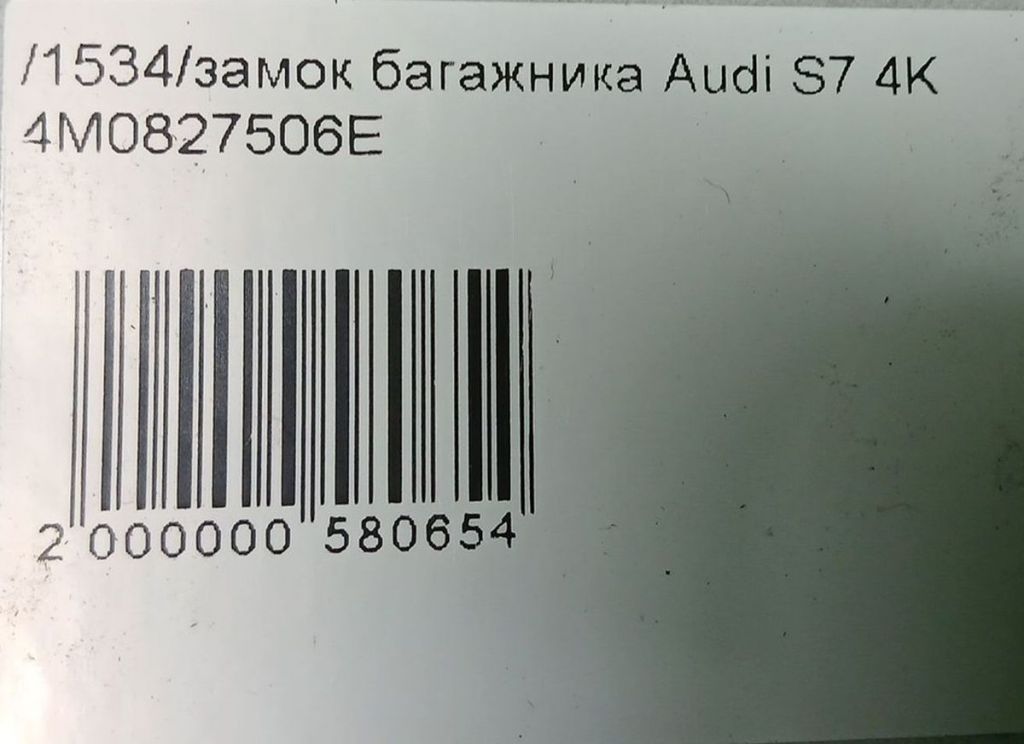 /1534/замок багажника Audi S7 4K
4M0827506E
2 000000 580654